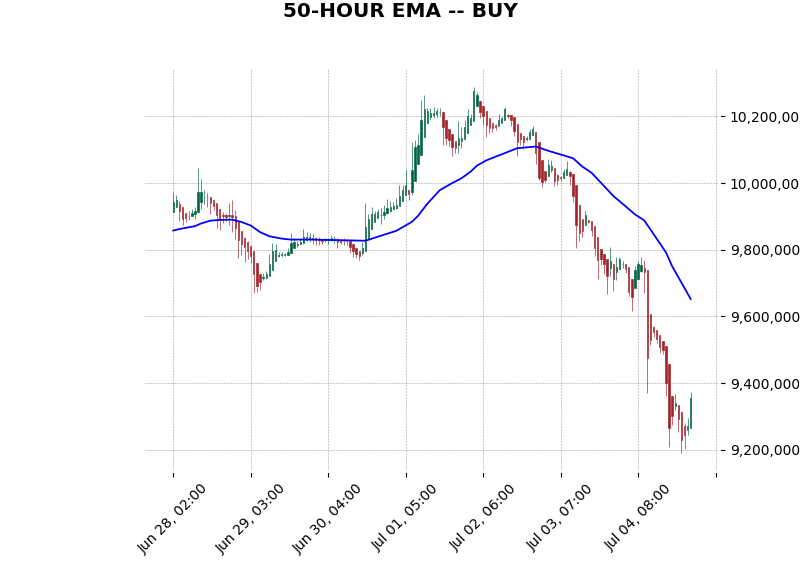 50-HOUR EMA -- BUY
10,200,00
10,000,00
9,800,000
9,600,000
9,400,000
9,200,000
Jun 28, 02:00
Jun 29, 03:00
Jun 30, 04:00
Jul 01, 05:00
Jul 02, 06:00
Jul 03, 07:00
Jul 04, 08:00